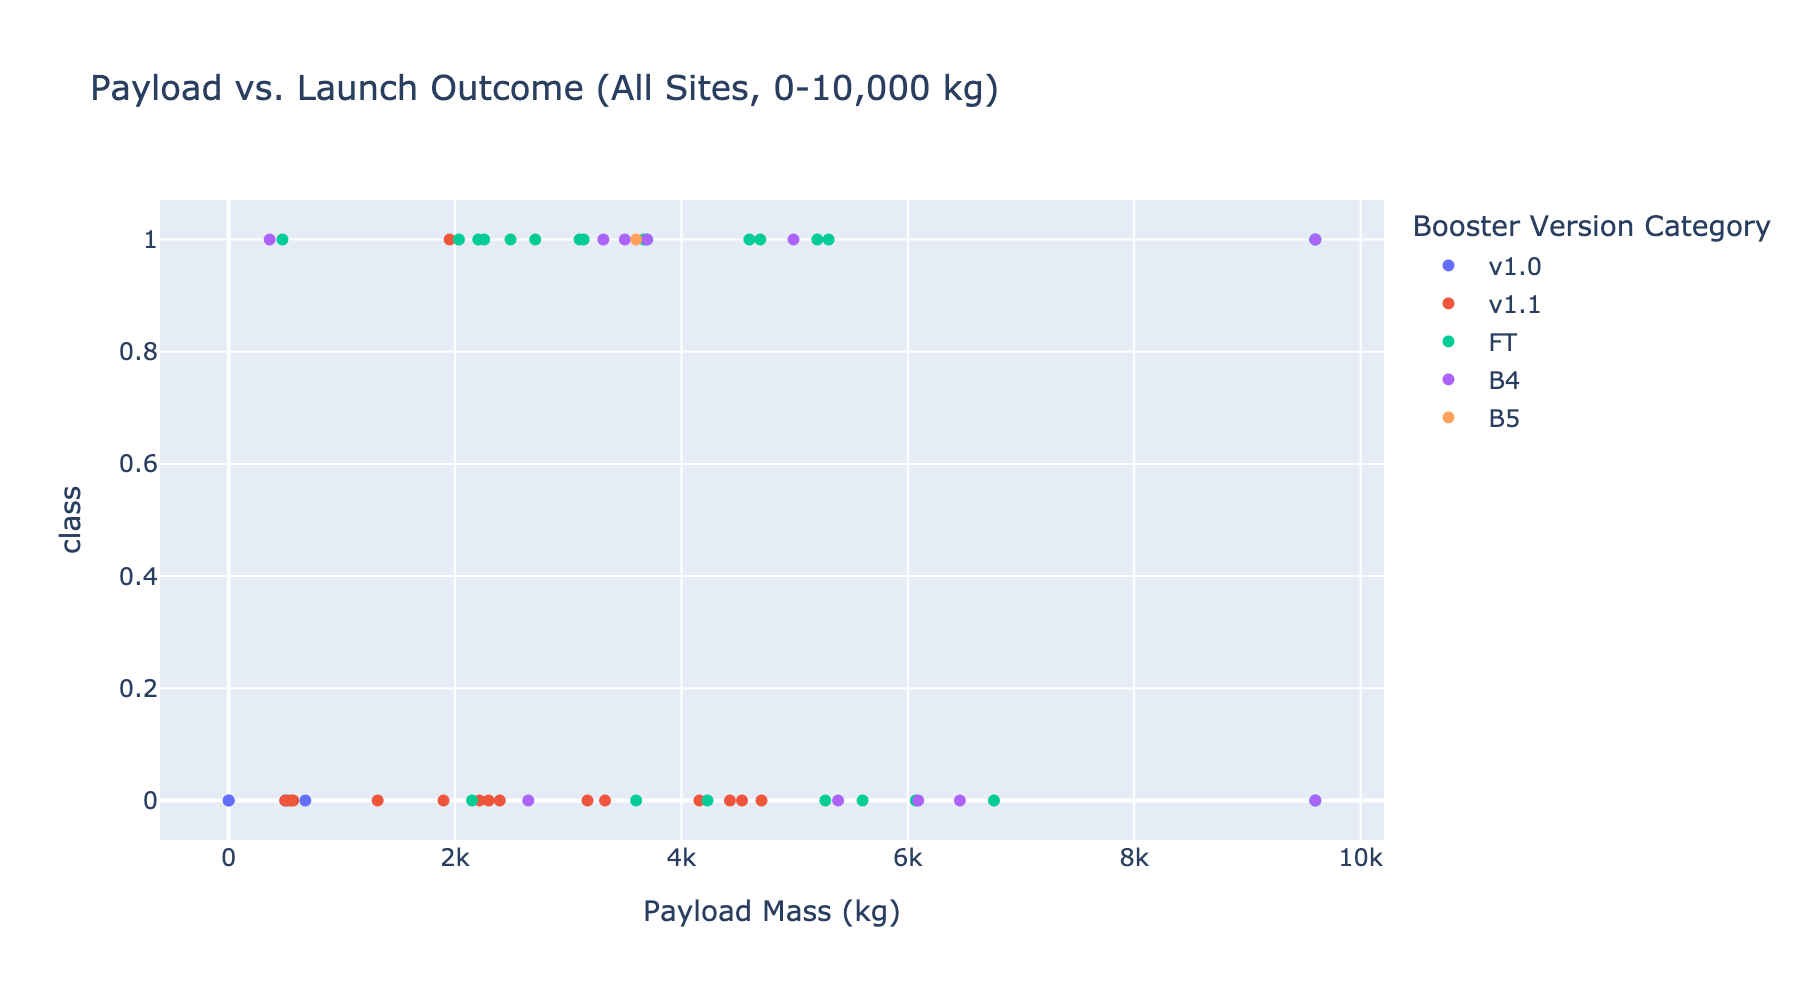 Payload vs. Launch Outcome (All Sites, 0-10,000 kg)
Booster Version Category
v1.0
v1.1
FT
B4
B5
1
0.8
0.6
0.4
0.2
0
class
0 2k 4k 6k 8k 10k
Payload Mass (kg)